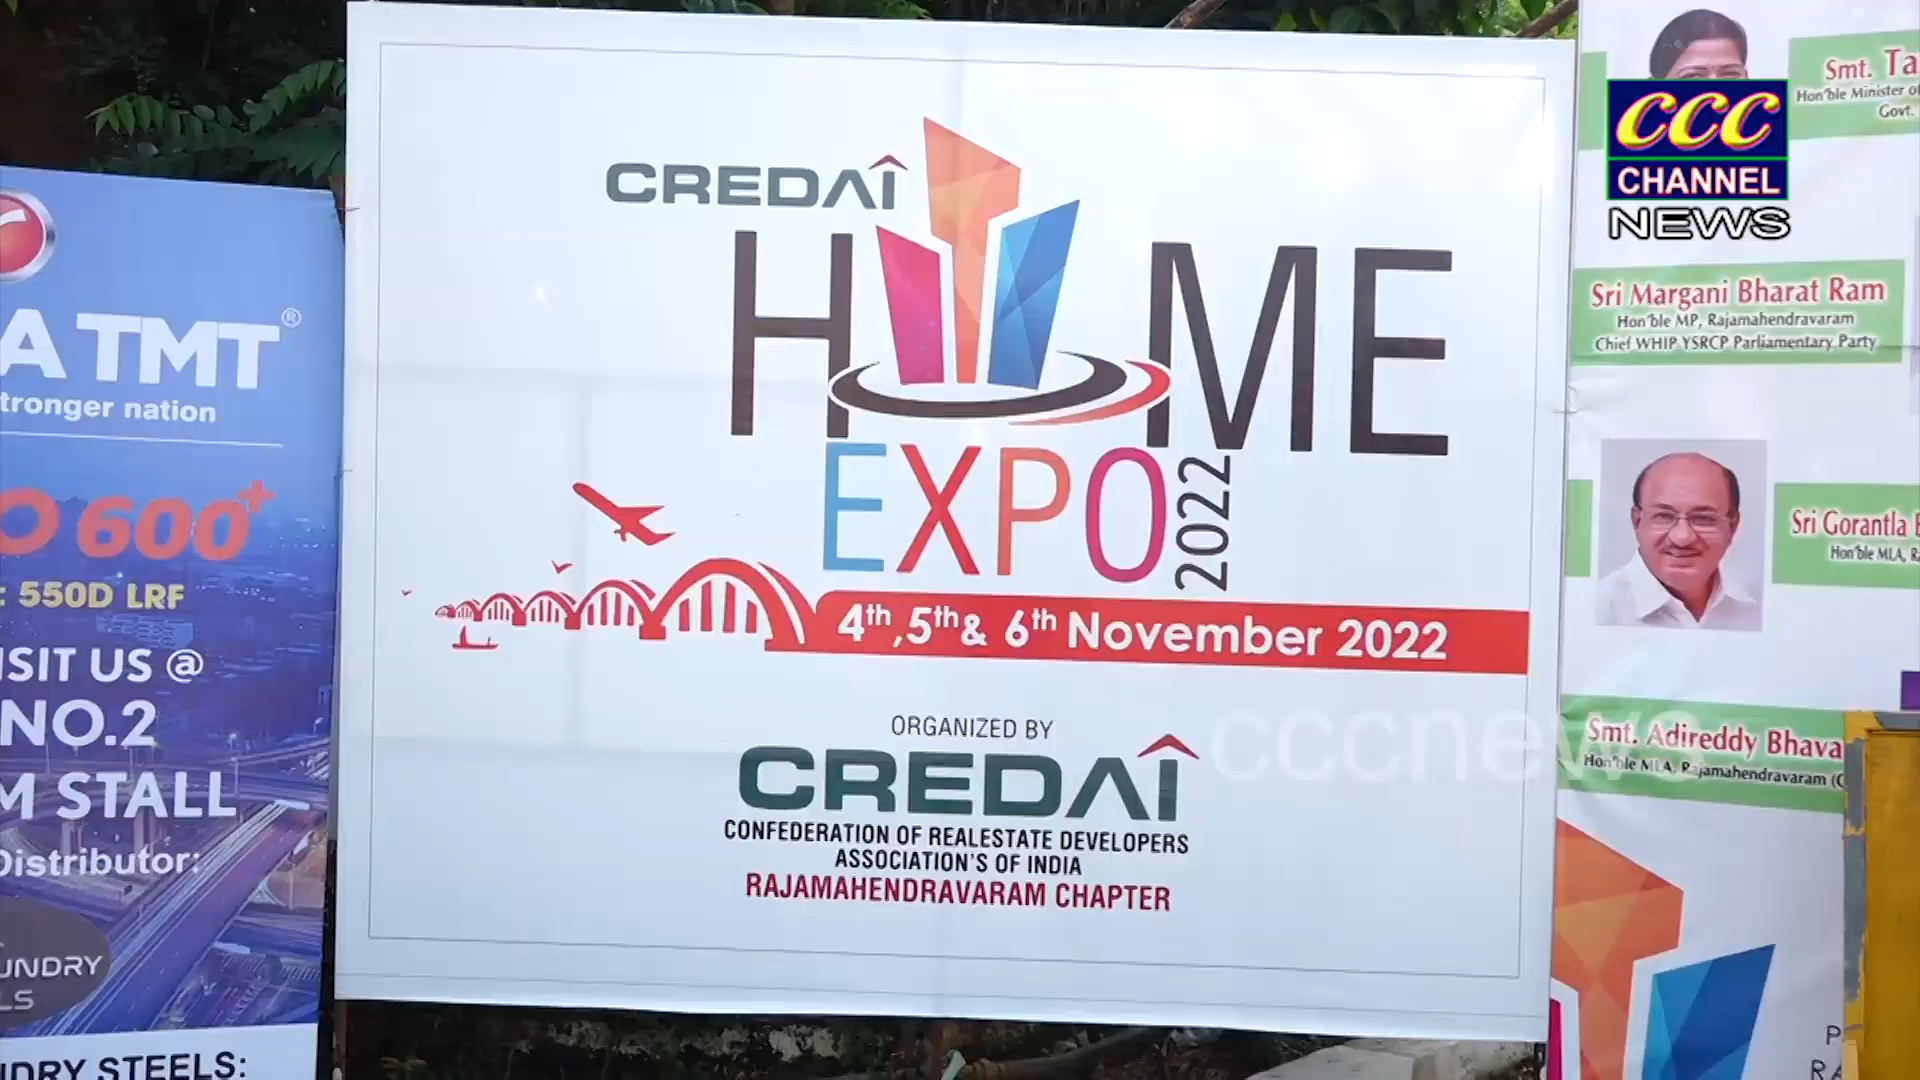 A TMT®
tronger nation
600+
: 550D LRF
ISIT US @
NO.2
M STALL
Distributor:
UNDRY
LS
NDRY STEELS:
CREDAI
HOME
EXPO 2022
4th,5th& 6th November 2022
ORGANIZED BY
CREDAI
CONFEDERATION OF REALESTATE DEVELOPERS
ASSOCIATION'S OF INDIA
RAJAMAHENDRAVARAM CHAPTER
cccnew
Smt. Ta
Hon'ble Minister of
Govt.
CCC
CHANNEL
NEWS
Sri Margani Bharat Ram
Hon'ble MP, Rajamahendravaram
Chief WHIP YSRCP Parliamentary Party
Sri Gorantla B
Hon'ble MLA, R
Smt. Adireddy Bhava
Hon'ble MLA, Rajamahendravaram (C
P
RA